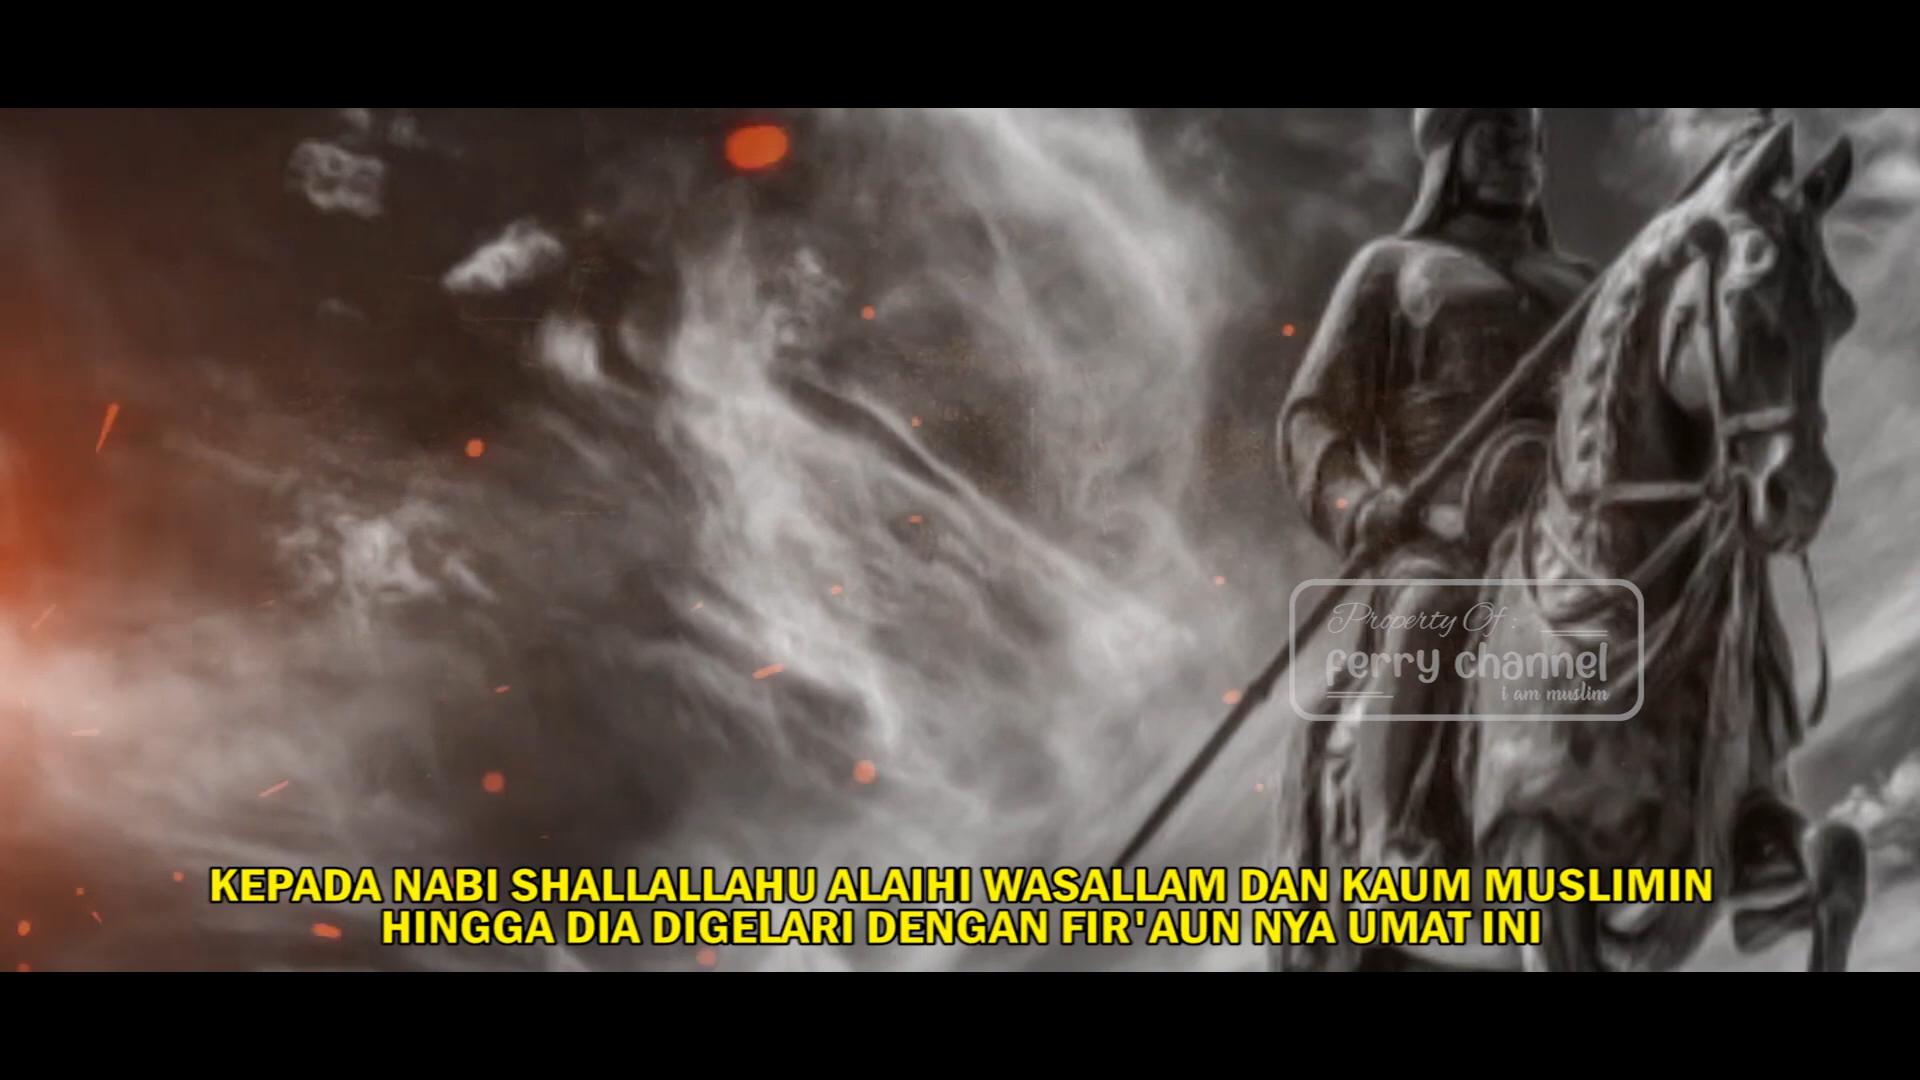 Property Of :
ferry channel
i am muslim
KEPADA NABI SHALLALLAHU ALAIHI WASALLAM DAN KAUM MUSLIMIN
HINGGA DIA DIGELARI DENGAN FIR'AUN NYA UMAT INI